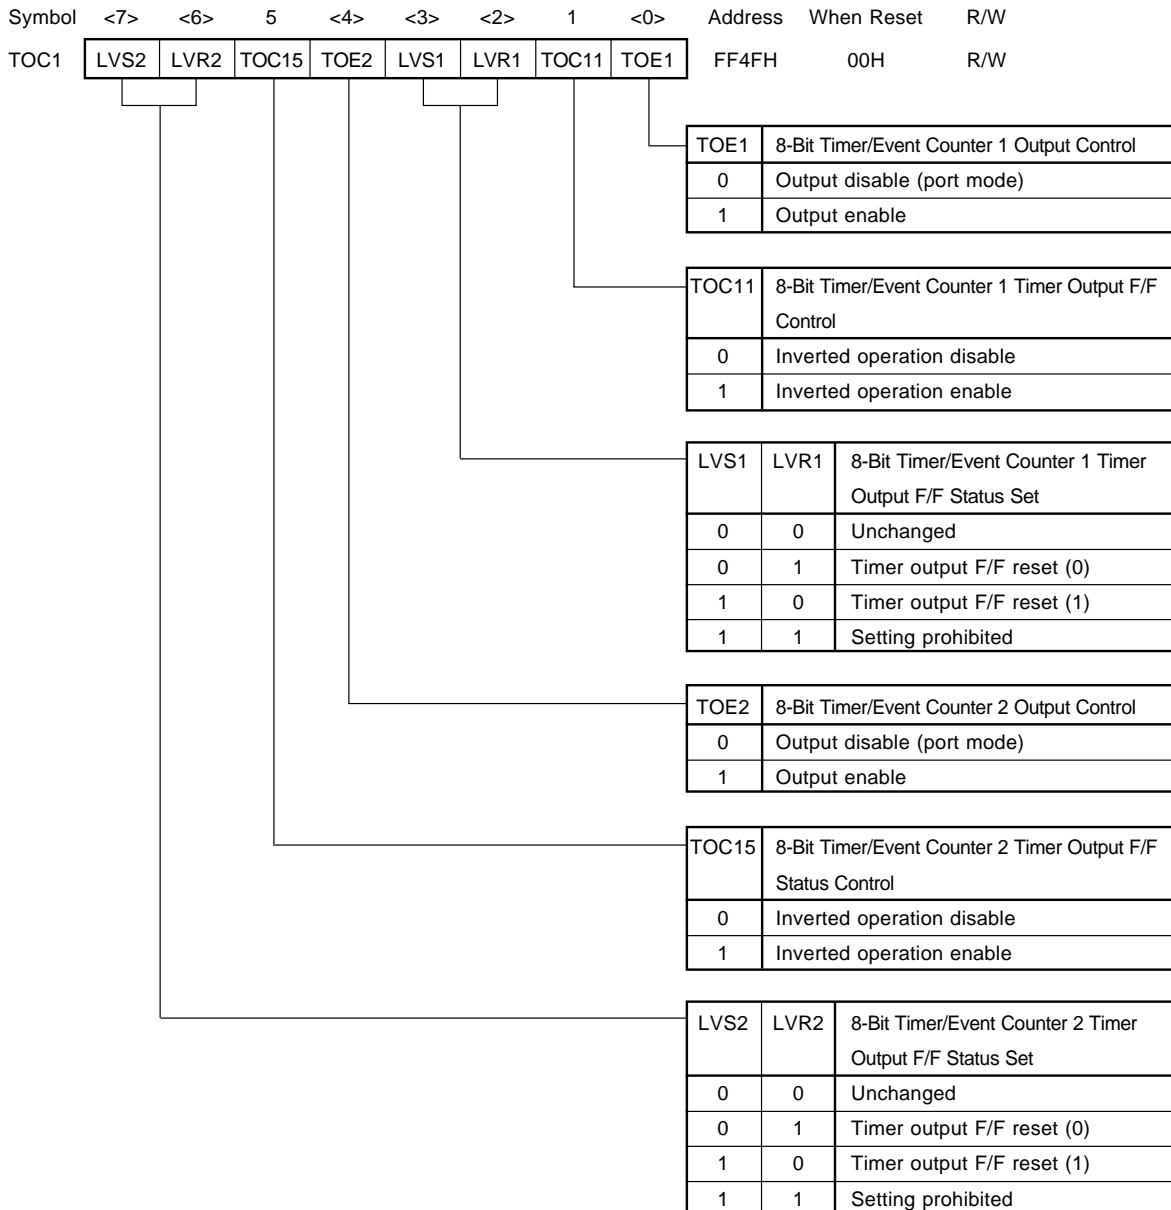 Symbol <7> <6> 5 <4> <3> <2> 1 <0> Address When Reset R/W
TOC1 LVS2 LVR2 TOC15 TOE2 LVS1 LVR1 TOC11 TOE1 FF4FH 00H R/W
TOE1 8-Bit Timer/Event Counter 1 Output Control
0 Output disable (port mode)
1 Output enable
TOC11 8-Bit Timer/Event Counter 1 Timer Output F/F
Control
0 Inverted operation disable
1 Inverted operation enable
LVS1 LVR1 8-Bit Timer/Event Counter 1 Timer
Output F/F Status Set
0 0 Unchanged
0 1 Timer output F/F reset (0)
1 0 Timer output F/F reset (1)
1 1 Setting prohibited
TOE2 8-Bit Timer/Event Counter 2 Output Control
0 Output disable (port mode)
1 Output enable
TOC15 8-Bit Timer/Event Counter 2 Timer Output F/F
Status Control
0 Inverted operation disable
1 Inverted operation enable
LVS2 LVR2 8-Bit Timer/Event Counter 2 Timer
Output F/F Status Set
0 0 Unchanged
0 1 Timer output F/F reset (0)
1 0 Timer output F/F reset (1)
1 1 Setting prohibited